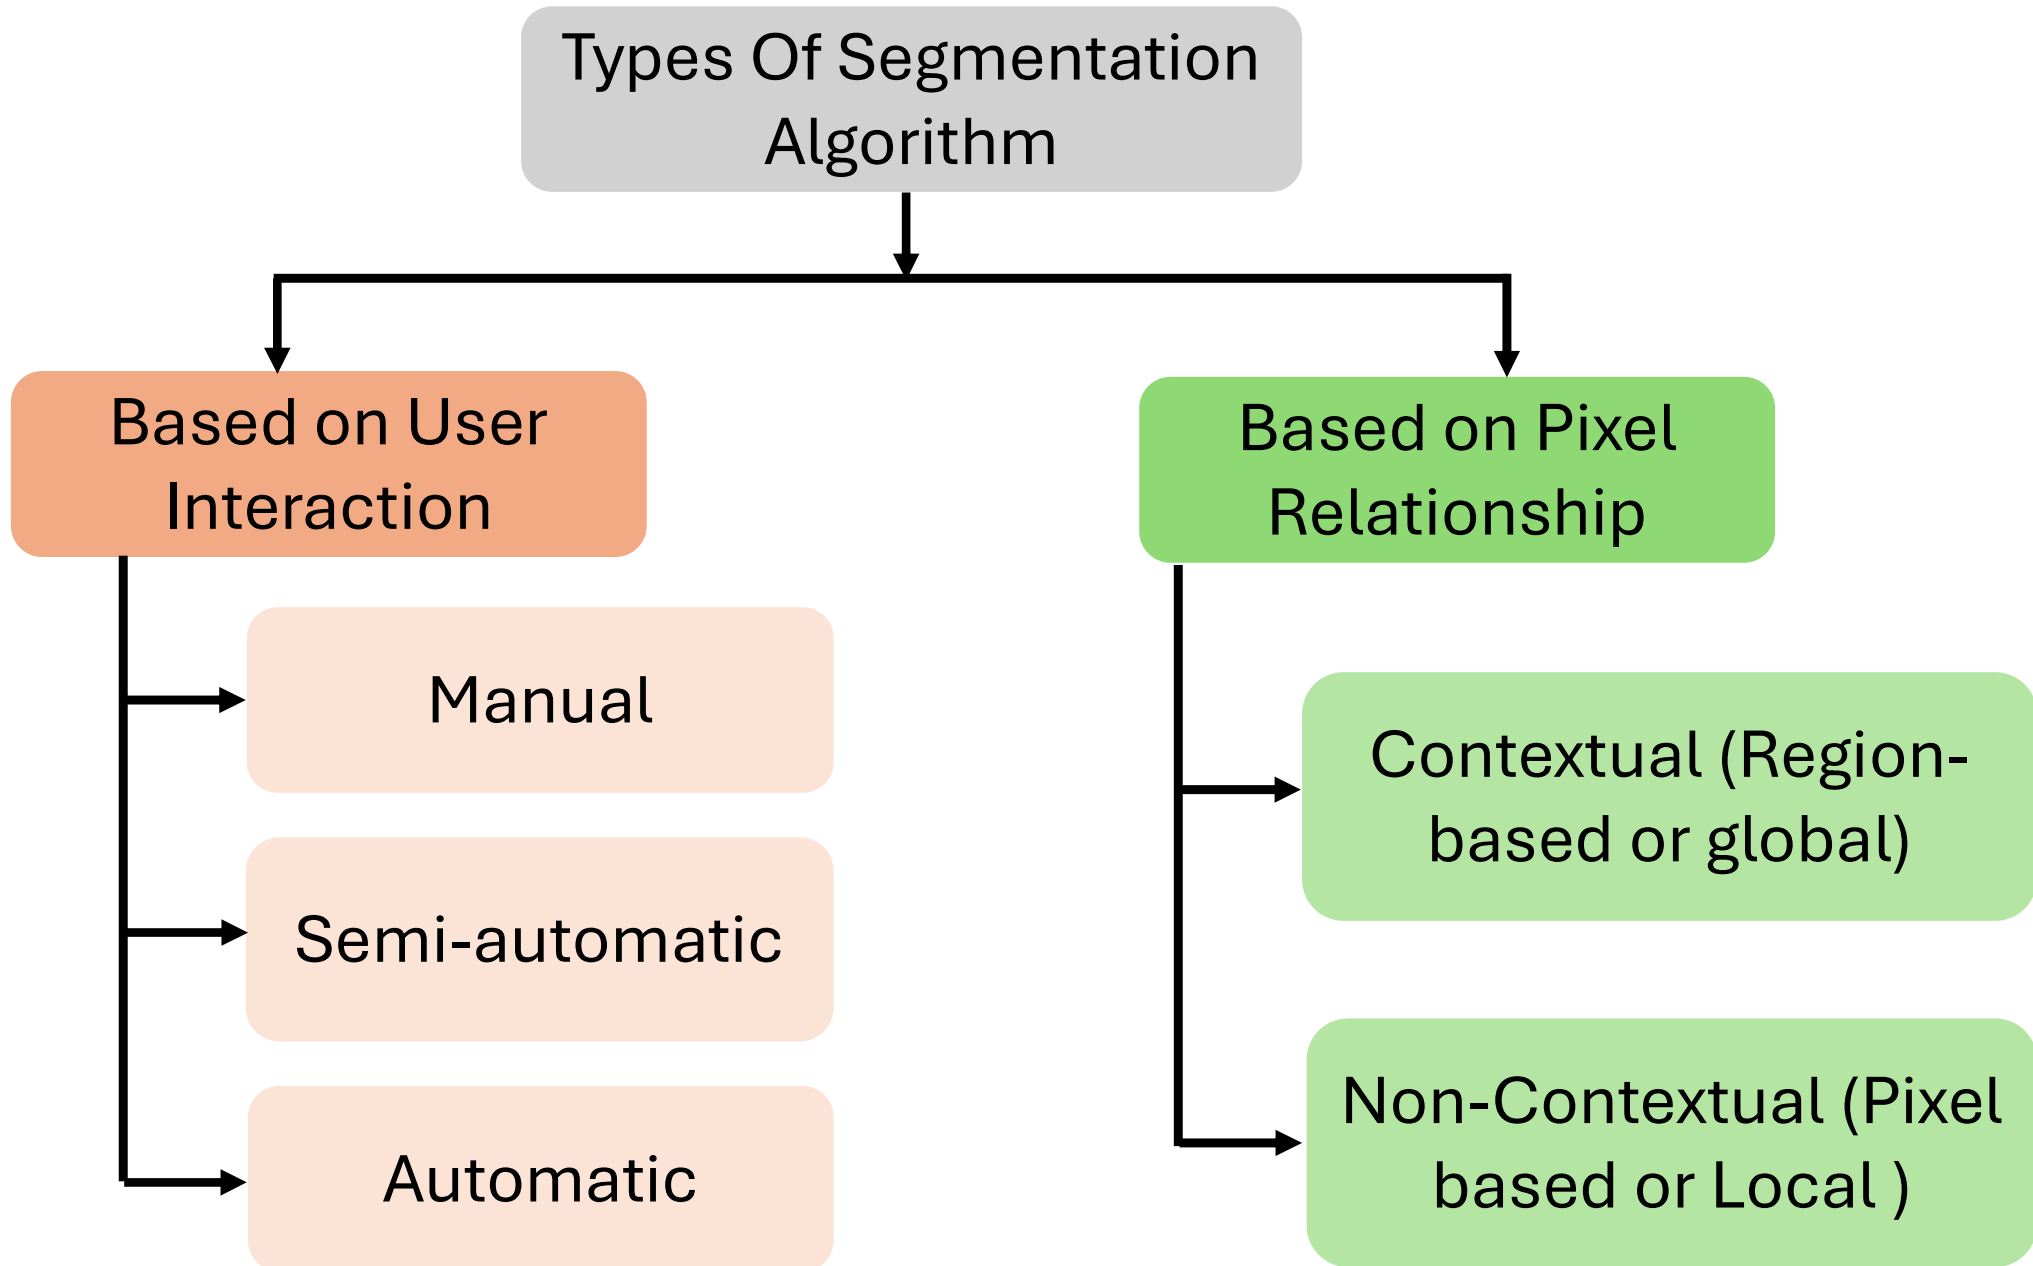 Types Of Segmentation
Algorithm
Based on User
Interaction
Manual
Semi-automatic
Automatic
Based on Pixel
Relationship
Contextual (Region-
based or global)
Non-Contextual (Pixel
based or Local )